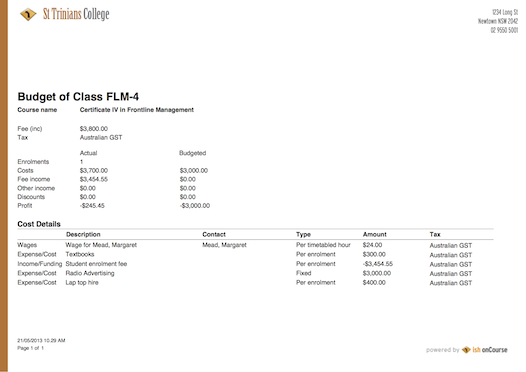 St Trinians College
1234 Long St
Newtown NSW 2042
02 9550 5001
Budget of Class FLM-4
Course name Certificate IV in Frontline Management
Fee (inc) $3,800.00
Tax Australian GST
Actual Budgeted
Enrolments 1
Costs $3,700.00 $3,000.00
Fee income $3,454.55 $0.00
Other income $0.00 $0.00
Discounts $0.00 $0.00
Profit -$245.45 -$3,000.00
Cost Details
Description Contact Type Amount Tax
Wages Wage for Mead, Margaret Mead, Margaret Per timetabled hour $24.00 Australian GST
Expense/Cost Textbooks Per enrolment $300.00 Australian GST
Income/Funding Student enrolment fee Per enrolment -$3,454.55 Australian GST
Expense/Cost Radio Advertising Fixed $3,000.00 Australian GST
Expense/Cost Lap top hire Per enrolment $400.00 Australian GST
21/05/2013 10.29 AM
Page 1 of 1
powered by ish onCourse